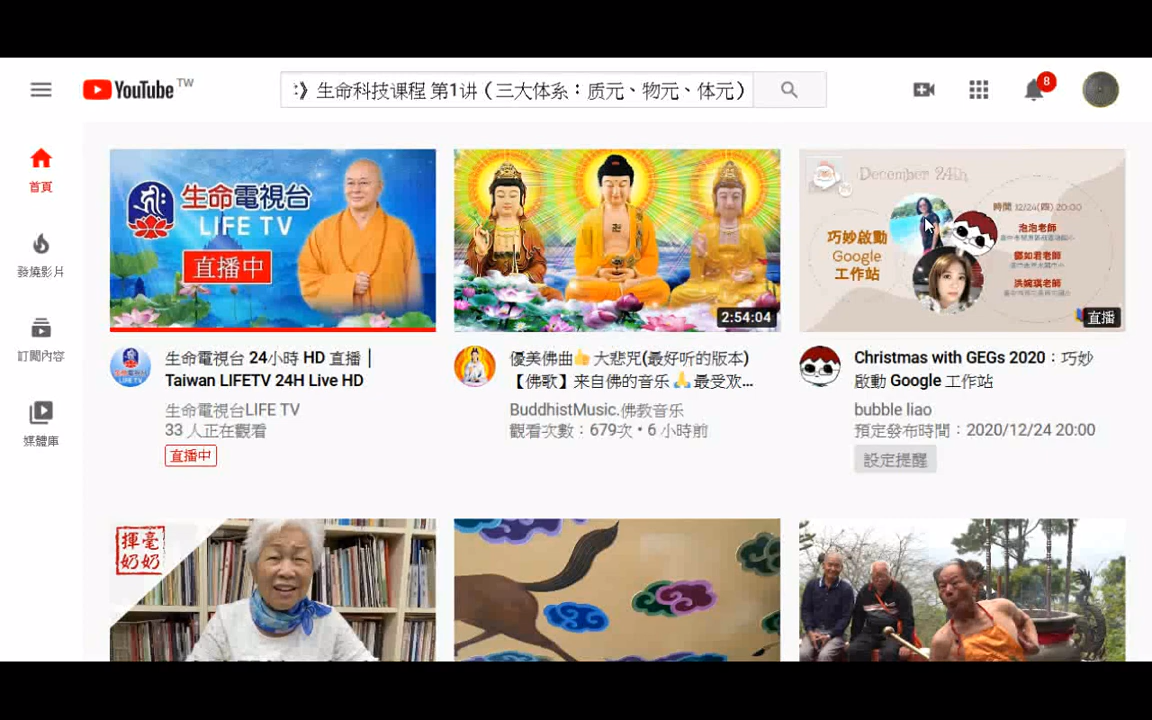 YouTube TW
:》生命科技课程 第1讲（三大体系：质元、物元、体元）
8
首頁
發燒影片
訂閱內容
媒體庫
生命電視台
LIFE TV
直播中
2:54:04
December 24th
時間 12/24(四) 20:00
巧妙啟動
Google
工作站
泡泡老師
鄧如君老師
洪婉琪老師
直播
生命電視台 24小時 HD 直播│
Taiwan LIFETV 24H Live HD
生命電視台LIFE TV
33 人正在觀看
直播中
優美佛曲👍大悲咒(最好听的版本)
【佛歌】来自佛的音乐🙏最受欢...
BuddhistMusic.佛教音乐
觀看次數：679次 • 6 小時前
Christmas with GEGs 2020：巧妙
啟動 Google 工作站
bubble liao
預定發布時間：2020/12/24 20:00
設定提醒
揮毫
奶奶